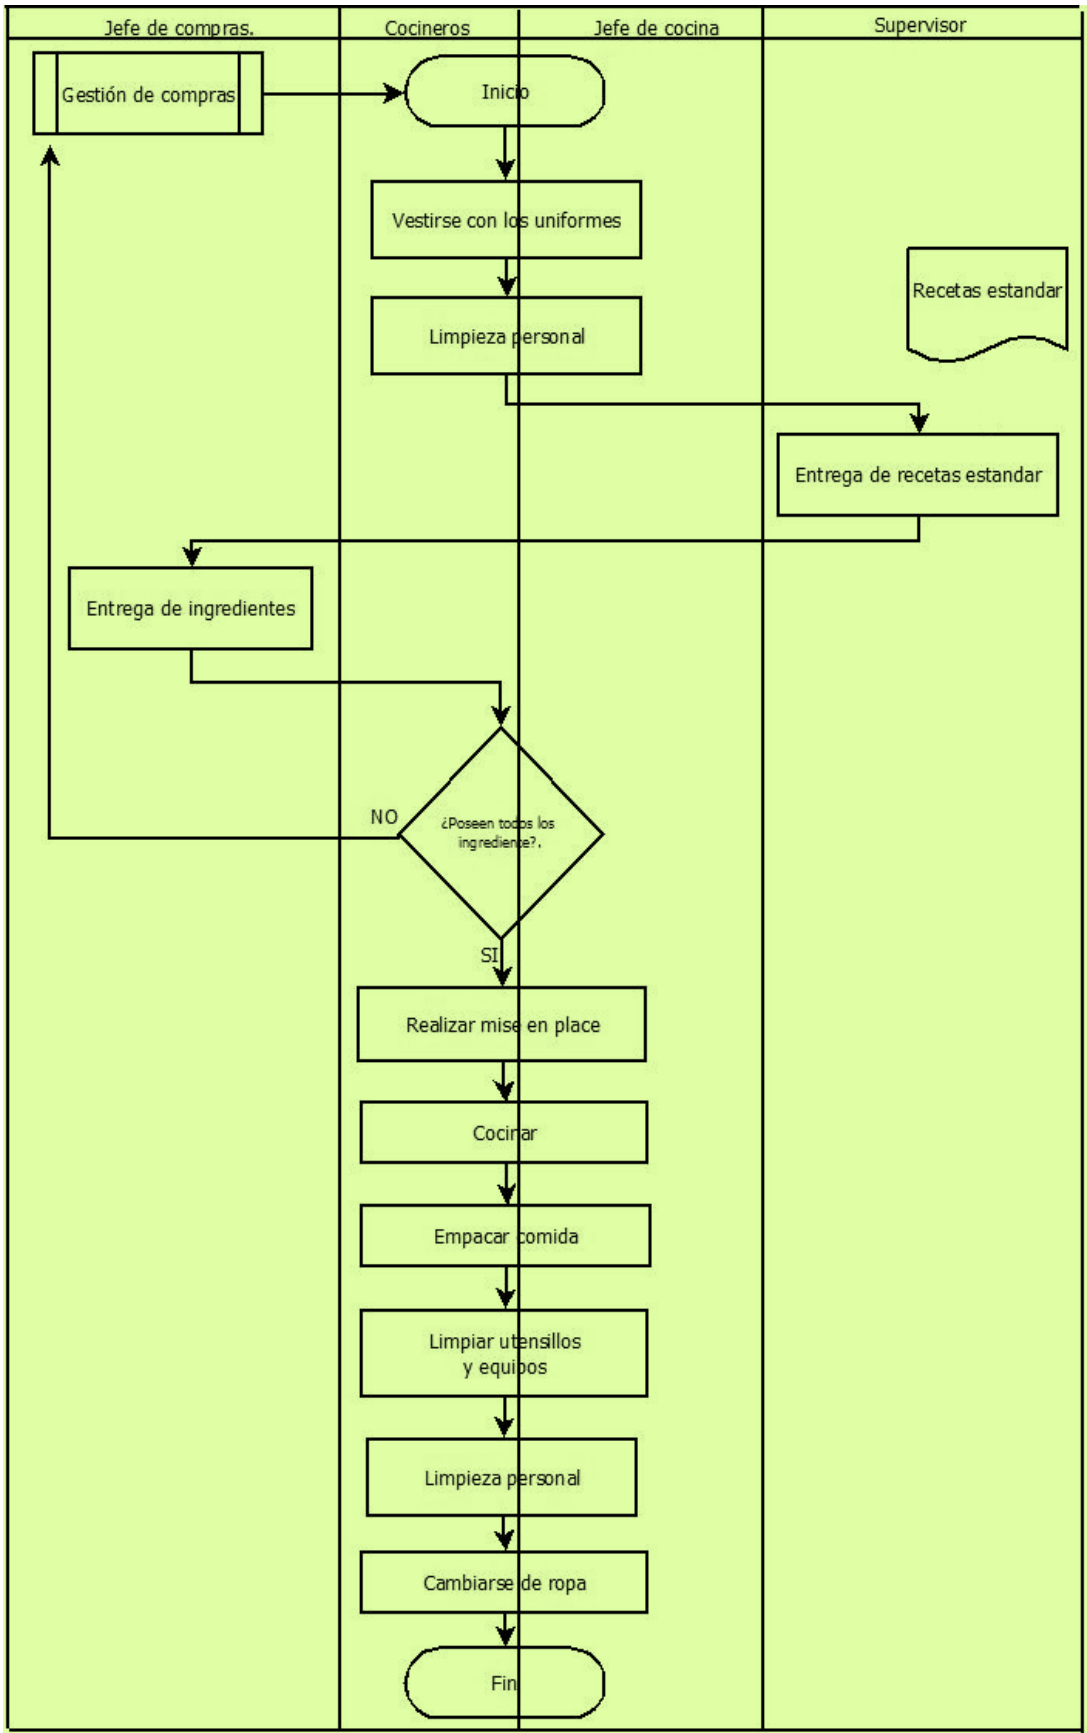 Jefe de compras.
Cocineros
Jefe de cocina
Supervisor
Gestión de compras
Inicio
Vestirse con los uniformes
Recetas estandar
Limpieza personal
Entrega de recetas estandar
Entrega de ingredientes
NO
¿Poseen todos los
ingrediente?.
SI
Realizar mise en place
Cocinar
Empacar comida
Limpiar utensillos
y equipos
Limpieza personal
Cambiarse de ropa
Fin